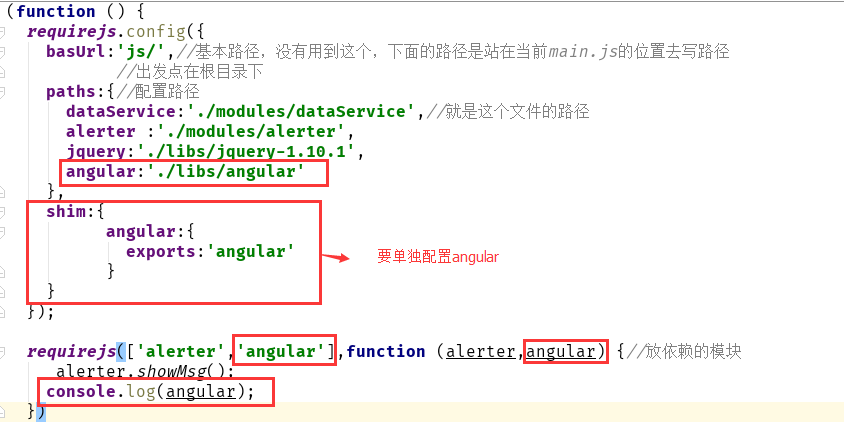 (function () {
requirejs.config({
basUrl:'js/',//基本路径，没有用到这个，下面的路径是站在当前main.js的位置去写路径
//出发点在根目录下
paths:{//配置路径
dataService:'./modules/dataService',//就是这个文件的路径
alerter :'./modules/alerter',
jquery:'./libs/jquery-1.10.1',
angular:'./libs/angular'
},
shim:{
angular:{
exports:'angular'
要单独配置angular
}
}
});
requirejs(['alerter','angular'],function (alerter,angular) {//放依赖的模块
alerter.showMsg();
console.log(angular);
})